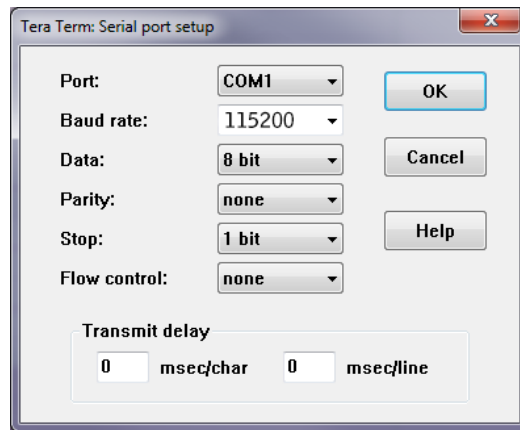 Tera Term: Serial port setup
Port: COM1 OK
Baud rate: 115200
Data: 8 bit Cancel
Parity: none
Stop: 1 bit Help
Flow control: none
Transmit delay
0 msec/char 0 msec/line